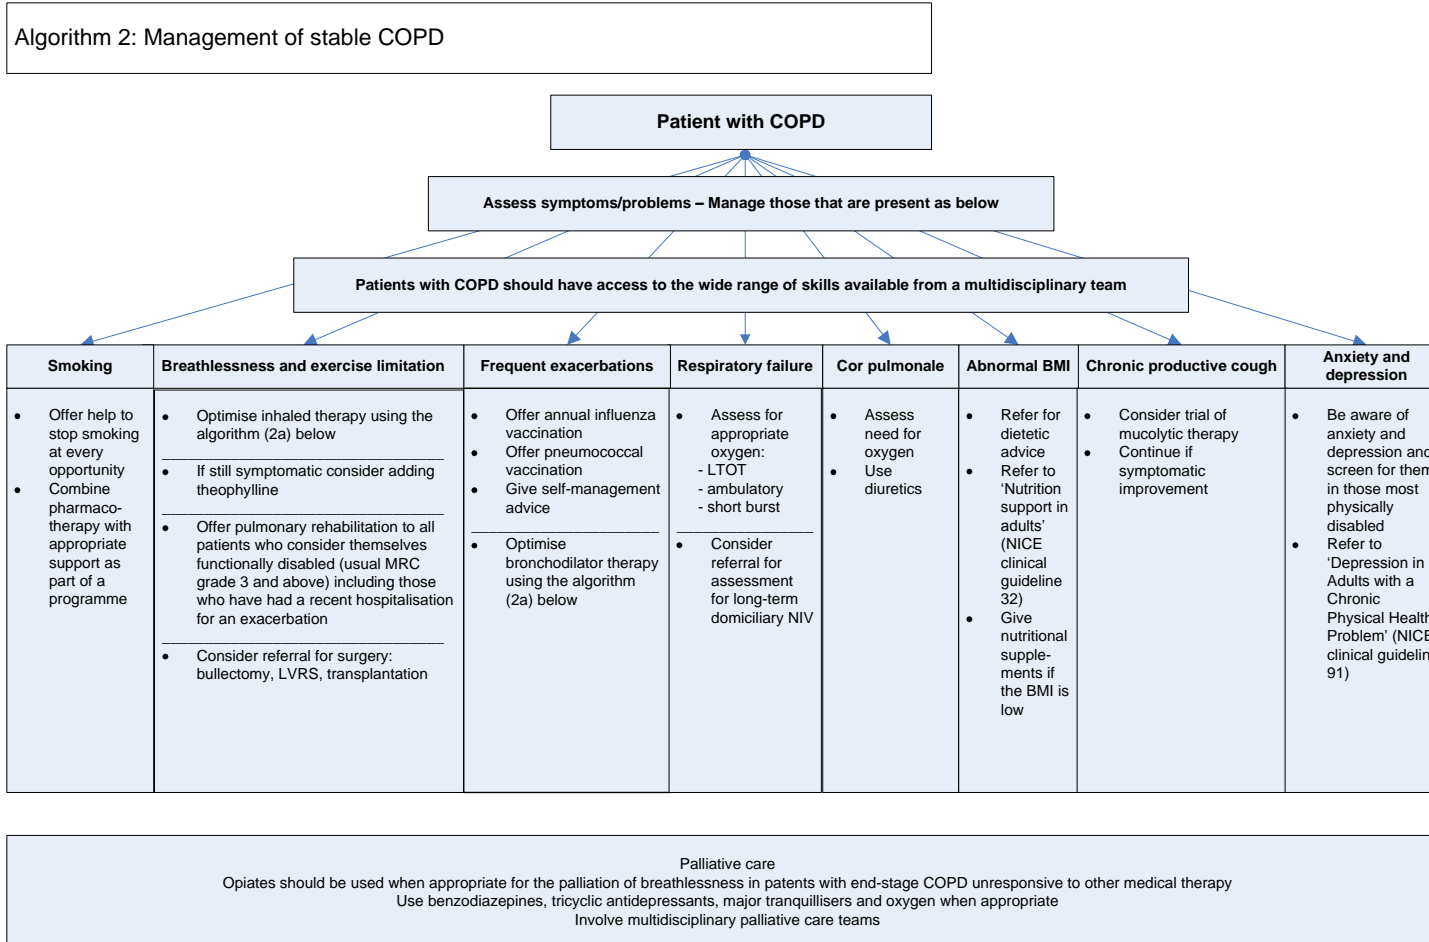 Algorithm 2: Management of stable COPD
Patient with COPD
Assess symptoms/problems – Manage those that are present as below
Patients with COPD should have access to the wide range of skills available from a multidisciplinary team
Smoking
• Offer help to
stop smoking
at every
opportunity
• Combine
pharmaco-
therapy with
appropriate
support as
part of a
programme
Breathlessness and exercise limitation
• Optimise inhaled therapy using the
algorithm (2a) below
• If still symptomatic consider adding
theophylline
• Offer pulmonary rehabilitation to all
patients who consider themselves
functionally disabled (usual MRC
grade 3 and above) including those
who have had a recent hospitalisation
for an exacerbation
• Consider referral for surgery:
bullectomy, LVRS, transplantation
Frequent exacerbations
• Offer annual influenza
vaccination
• Offer pneumococcal
vaccination
• Give self-management
advice
• Optimise
bronchodilator therapy
using the algorithm
(2a) below
Respiratory failure
• Assess for
appropriate
oxygen:
- LTOT
- ambulatory
- short burst
• Consider
referral for
assessment
for long-term
domiciliary NIV
Cor pulmonale
• Assess
need for
oxygen
• Use
diuretics
Abnormal BMI
• Refer for
dietetic
advice
• Refer to
‘Nutrition
support in
adults’
(NICE
clinical
guideline
32)
• Give
nutritional
supple-
ments if
the BMI is
low
Chronic productive cough
• Consider trial of
mucolytic therapy
• Continue if
symptomatic
improvement
Anxiety and
depression
• Be aware of
anxiety and
depression and
screen for them
in those most
physically
disabled
• Refer to
‘Depression in
Adults with a
Chronic
Physical Health
Problem’ (NICE
clinical guidelin
91)
Palliative care
Opiates should be used when appropriate for the palliation of breathlessness in patents with end-stage COPD unresponsive to other medical therapy
Use benzodiazepines, tricyclic antidepressants, major tranquillisers and oxygen when appropriate
Involve multidisciplinary palliative care teams